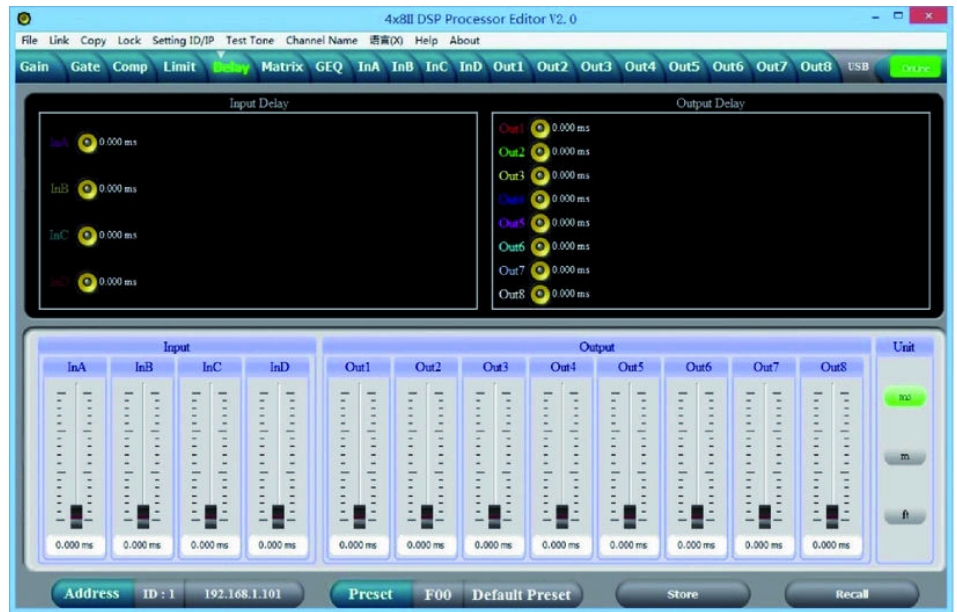 4x8II DSP Processor Editor V2.0
File Link Copy Lock Setting ID/IP Test Tone Channel Name 语言(X) Help About
Gain Gate Comp Limit Delay Matrix GEQ InA InB InC InD Out1 Out2 Out3 Out4 Out5 Out6 Out7 Out8 USB OnLine
Input Delay
InA 0.000 ms
InB 0.000 ms
InC 0.000 ms
InD 0.000 ms
Output Delay
Out1 0.000 ms
Out2 0.000 ms
Out3 0.000 ms
Out4 0.000 ms
Out5 0.000 ms
Out6 0.000 ms
Out7 0.000 ms
Out8 0.000 ms
Input Output Unit
InA InB InC InD Out1 Out2 Out3 Out4 Out5 Out6 Out7 Out8
ms
m
ft
0.000 ms 0.000 ms 0.000 ms 0.000 ms 0.000 ms 0.000 ms 0.000 ms 0.000 ms 0.000 ms 0.000 ms 0.000 ms 0.000 ms
Address ID : 1 192.168.1.101 Preset F00 Default Preset Store Recall